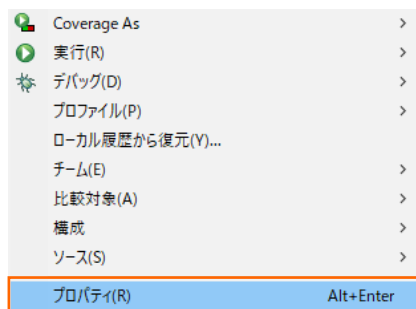 Coverage As
実行(R)
デバッグ(D)
プロファイル(P)
ローカル履歴から復元(Y)...
チーム(E)
比較対象(A)
構成
ソース(S)
プロパティ(R) Alt+Enter